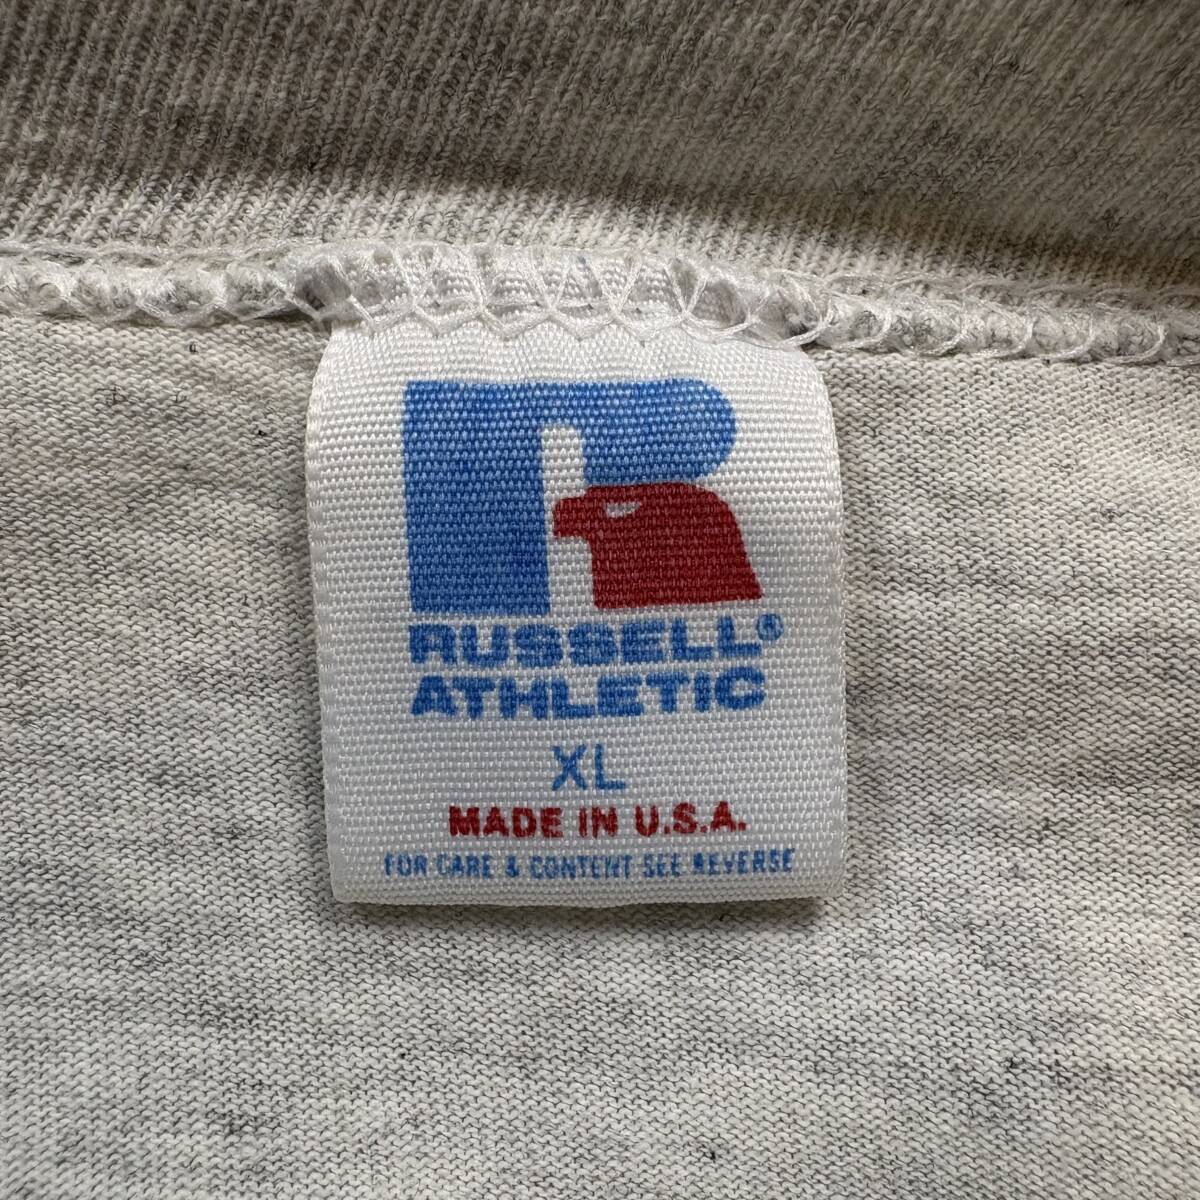 R
RUSSELL®
ATHLETIC
XL
MADE IN U.S.A.
FOR CARE & CONTENT SEE REVERSE